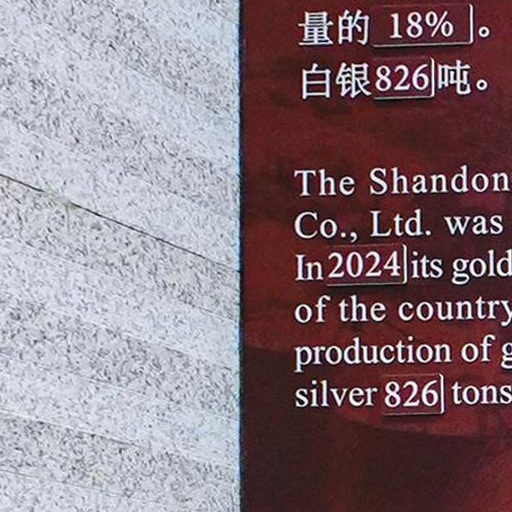 量的 18% 。
白银826吨。
The Shandon
Co., Ltd. was
In 2024 its gold
of the country
production of g
silver 826 tons